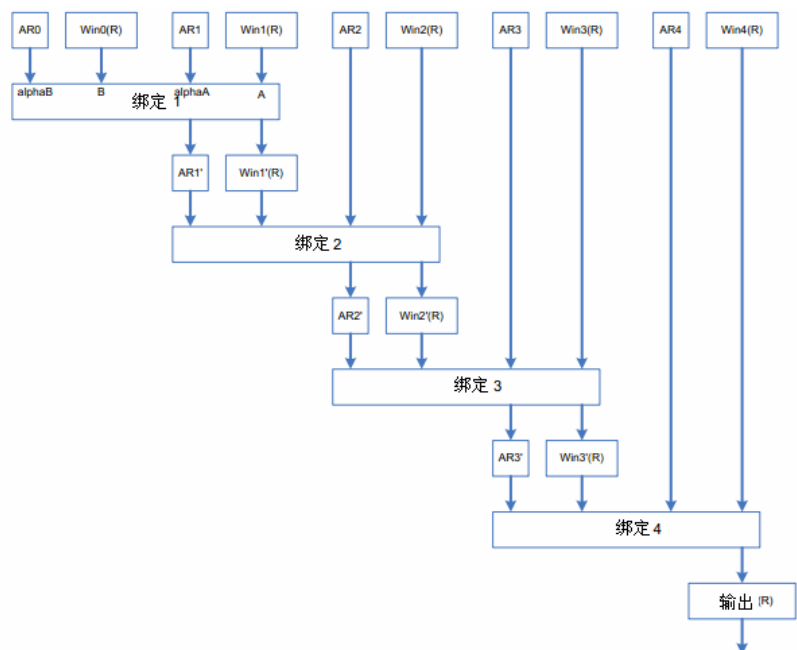 AR0 Win0(R) AR1 Win1(R) AR2 Win2(R) AR3 Win3(R) AR4 Win4(R)
alphaB B alphaA A
绑定 1
AR1' Win1'(R)
绑定 2
AR2' Win2'(R)
绑定 3
AR3' Win3'(R)
绑定 4
输出 (R)